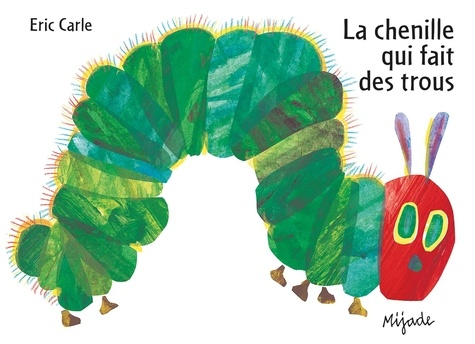 Eric Carle
La chenille
qui fait
des trous
Mijade